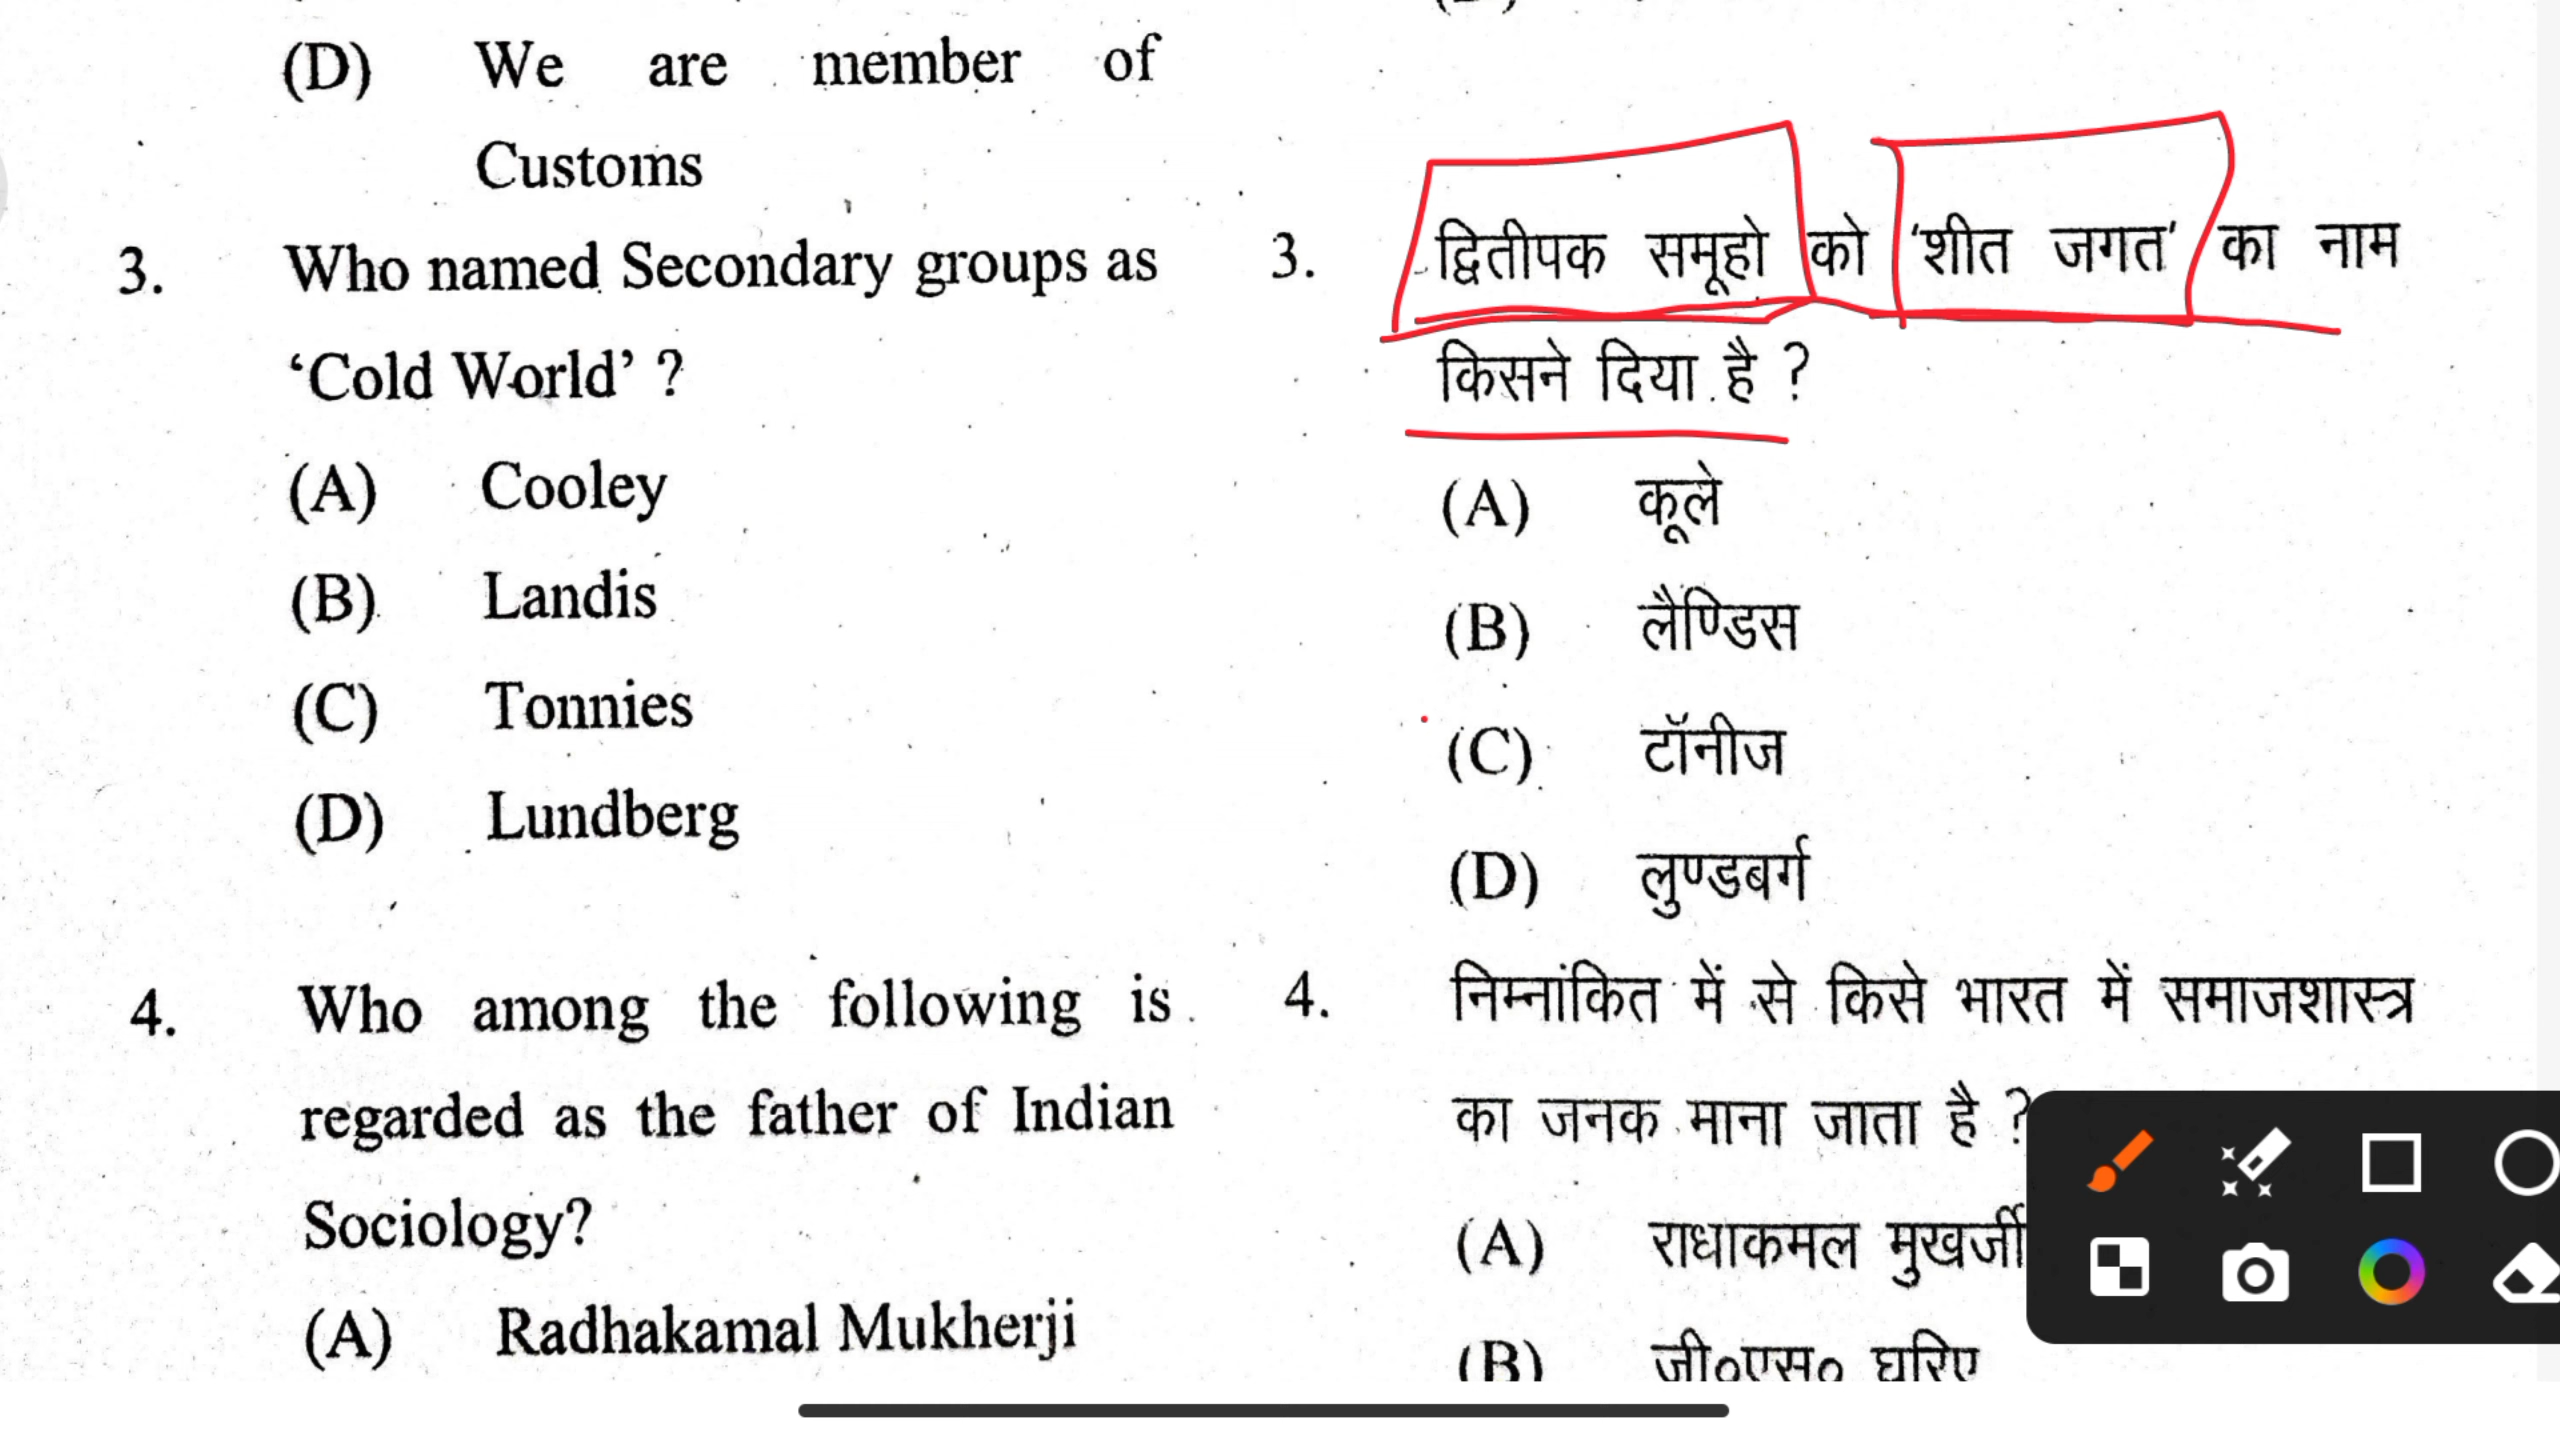 (D) We are member of
Customs
3. Who named Secondary groups as
‘Cold World’ ?
(A) Cooley
(B) Landis
(C) Tonnies
(D) Lundberg
4. Who among the following is
regarded as the father of Indian
Sociology?
(A) Radhakamal Mukherji
3. द्वितीपक समूहो को ‘शीत जगत’ का नाम
किसने दिया है ?
(A) कूले
(B) लैण्डिस
(C) टॉनीज
(D) लुण्डबर्ग
4. निम्नांकित में से किसे भारत में समाजशास्त्र
का जनक माना जाता है ?
(A) राधाकमल मुखर्जी
(B) जी०एस०